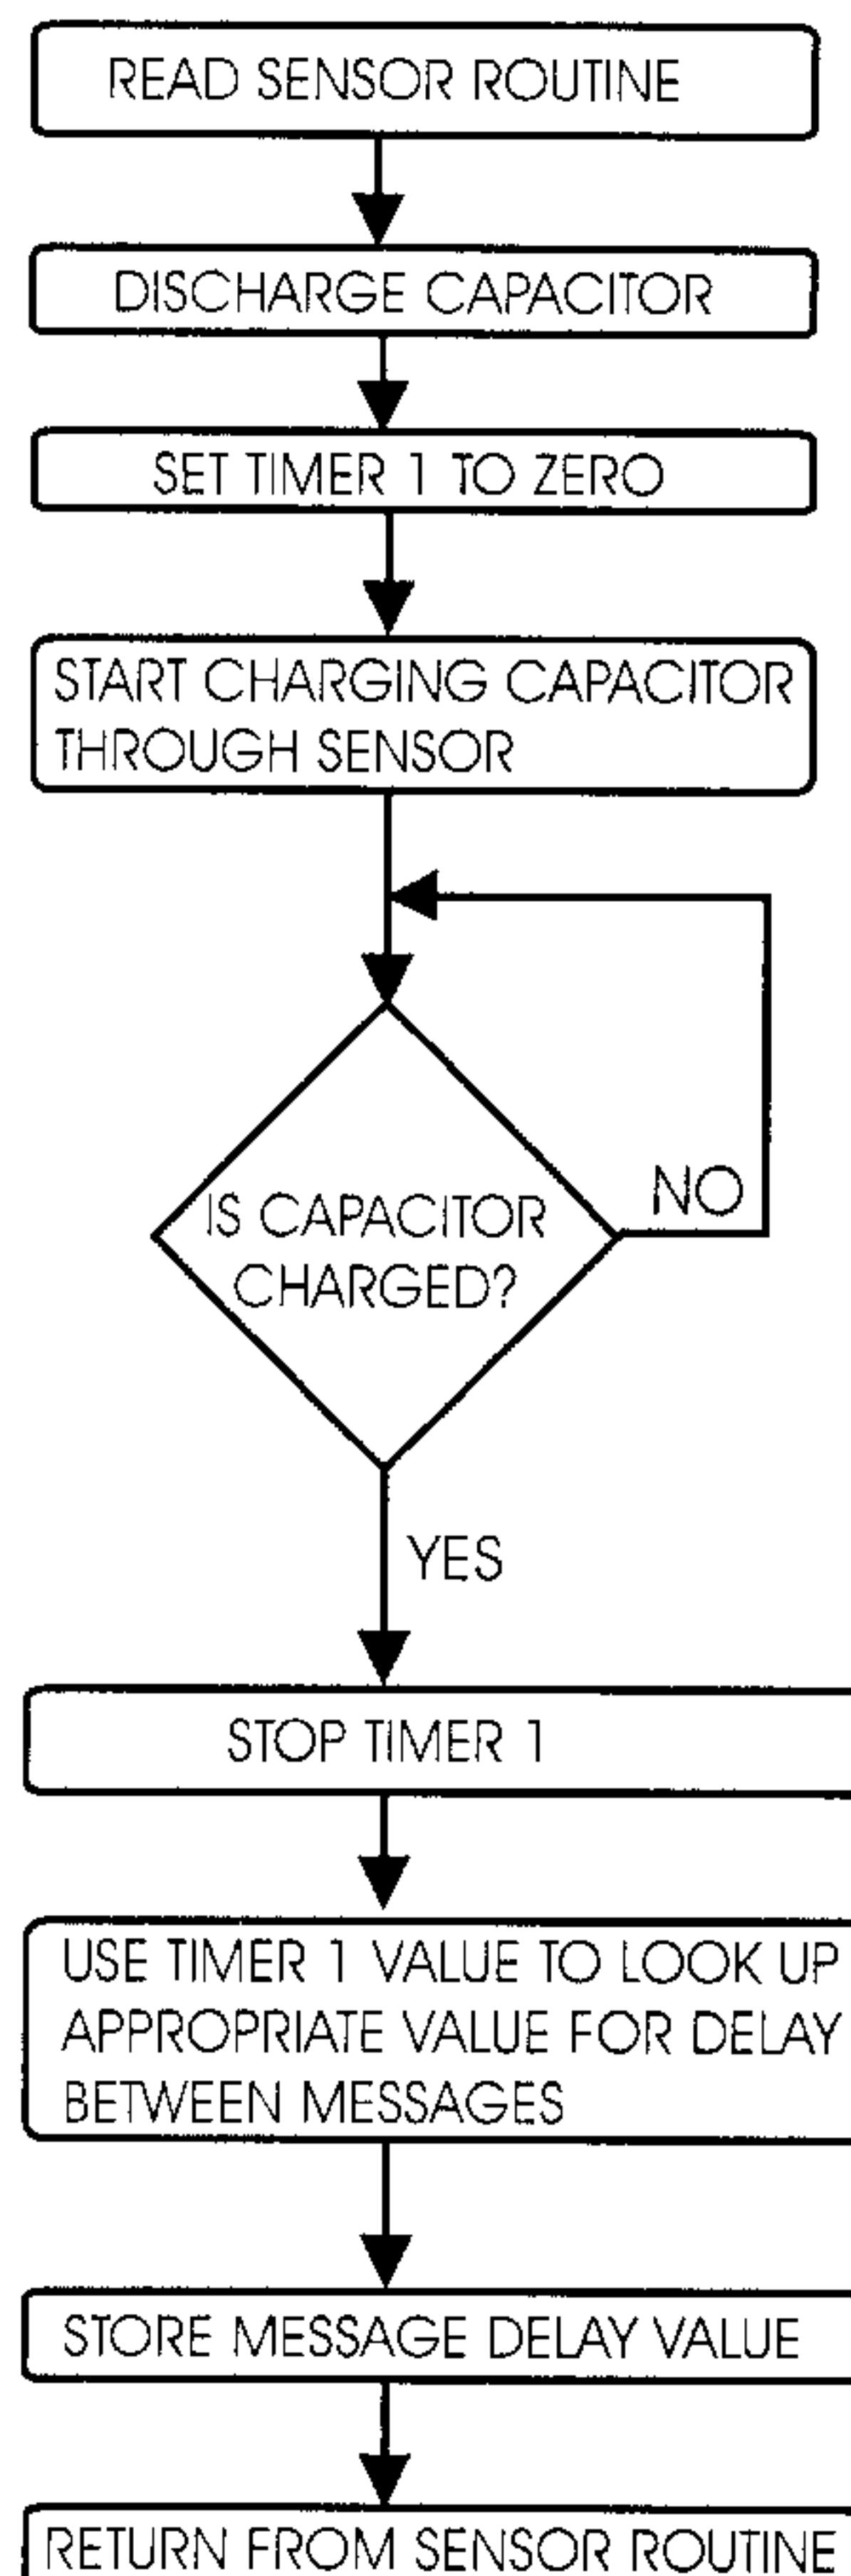 READ SENSOR ROUTINE
DISCHARGE CAPACITOR
SET TIMER 1 TO ZERO
START CHARGING CAPACITOR
THROUGH SENSOR
NO
IS CAPACITOR
CHARGED?
YES
STOP TIMER 1
USE TIMER 1 VALUE TO LOOK UP
APPROPRIATE VALUE FOR DELAY
BETWEEN MESSAGES
STORE MESSAGE DELAY VALUE
RETURN FROM SENSOR ROUTINE